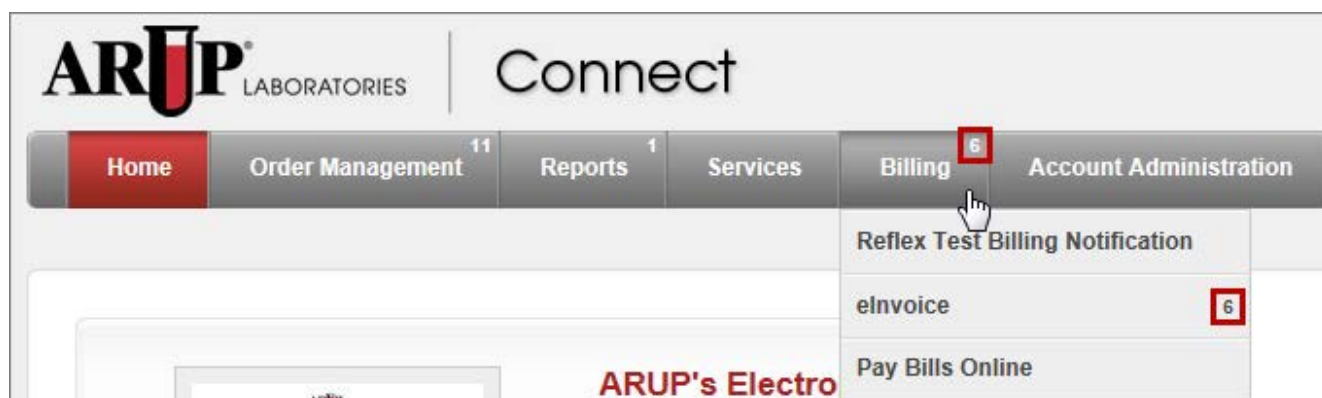 ARUP® LABORATORIES Connect
Home Order Management 11 Reports 1 Services Billing 6 Account Administration
Reflex Test Billing Notification
eInvoice 6
Pay Bills Online
ARUP's Electro